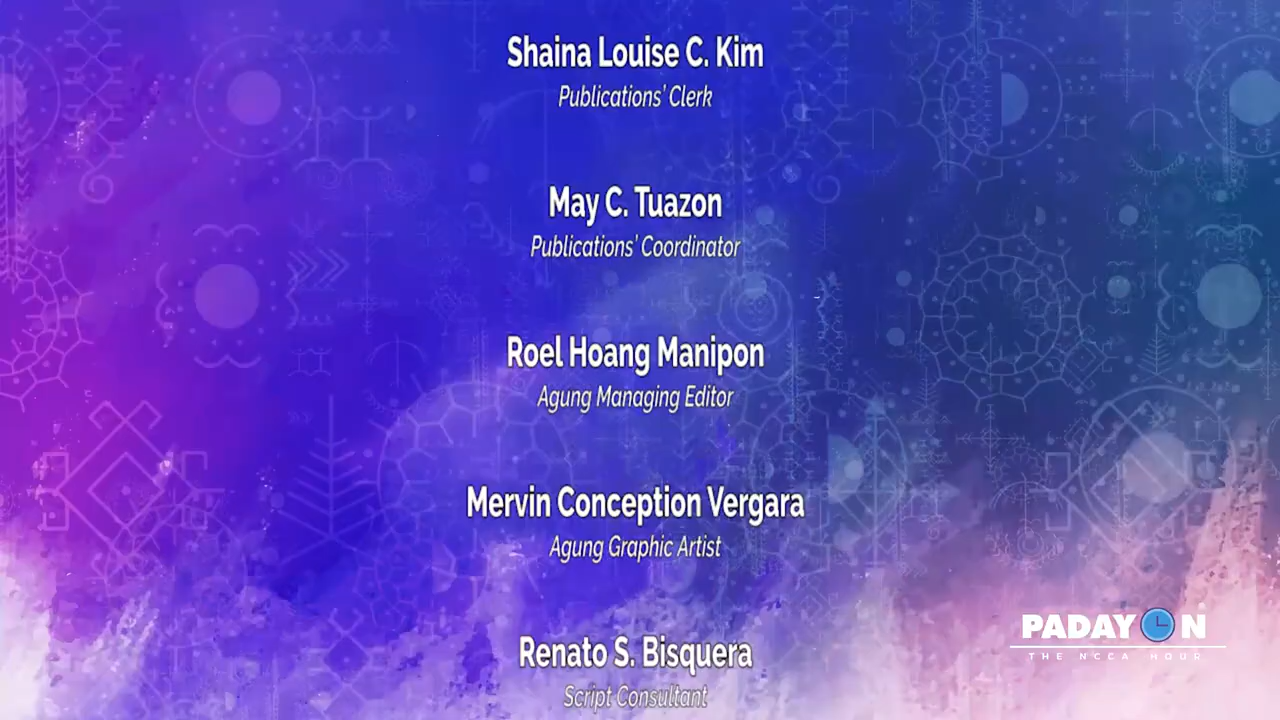 Shaina Louise C. Kim
Publications' Clerk
May C. Tuazon
Publications' Coordinator
Roel Hoang Manipon
Agung Managing Editor
Mervin Conception Vergara
Agung Graphic Artist
Renato S. Bisquera
Script Consultant
PADAYON
THE NCCA HOUR